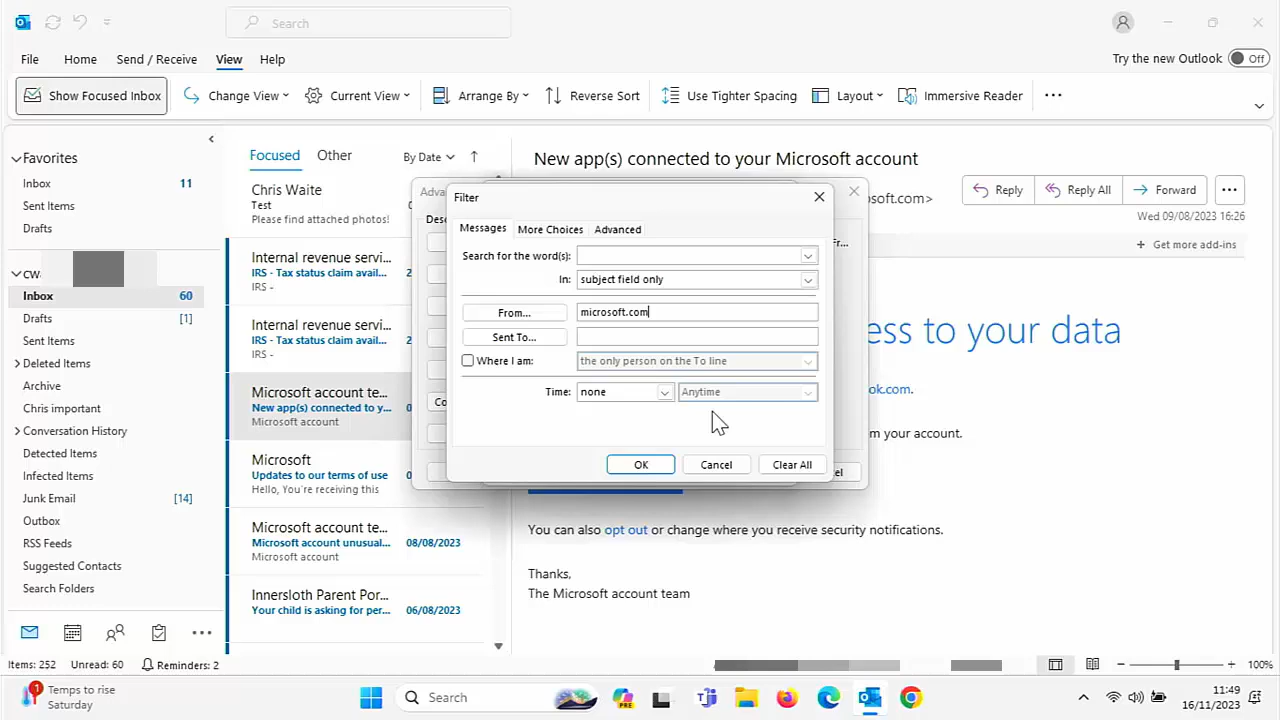 Search
File Home Send / Receive View Help
Try the new Outlook Off
Show Focused Inbox Change View Current View Arrange By Reverse Sort Use Tighter Spacing Layout Immersive Reader ...
Favorites
Inbox 11
Sent Items
Drafts
CW
Inbox 60
Drafts [1]
Sent Items
Deleted Items
Archive
Chris important
Conversation History
Detected Items
Infected Items
Junk Email [14]
Outbox
RSS Feeds
Suggested Contacts
Search Folders
Focused Other By Date
Chris Waite
Test
Please find attached photos!
Internal revenue servi...
IRS - Tax status claim avail...
IRS -
Internal revenue servi...
IRS - Tax status claim avail...
IRS -
Microsoft account te...
New app(s) connected to y...
Microsoft account
Microsoft
Updates to our terms of use
Hello, You're receiving this
Microsoft account te...
Microsoft account unusual... 08/08/2023
Microsoft account
Innersloth Parent Por...
Your child is asking for per... 06/08/2023
Filter
Messages More Choices Advanced
Search for the word(s):
In: subject field only
From... microsoft.com
Sent To...
Where I am: the only person on the To line
Time: none Anytime
OK Cancel Clear All
New app(s) connected to your Microsoft account
Reply Reply All Forward ...
Wed 09/08/2023 16:26
Get more add-ins
to your data
You can also opt out or change where you receive security notifications.
Thanks,
The Microsoft account team
Items: 252 Unread: 60 Reminders: 2
100%
1 Temps to rise
Saturday
Search
11:49
16/11/2023